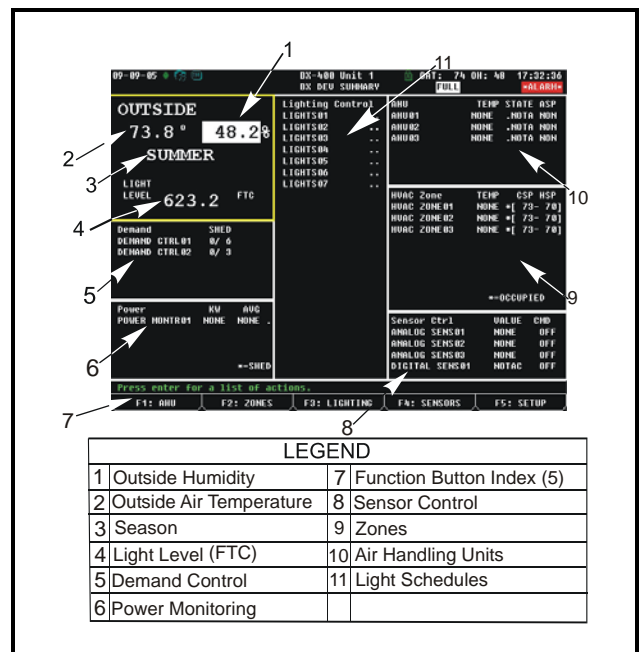 1
11
09-09-05
BX-400 Unit 1
OAT: 74 OH: 48 17:32:36
BX DEV SUMMARY
FULL
*ALARM*
OUTSIDE
73.8° 48.2%
SUMMER
LIGHT
LEVEL 623.2 FTC
2
3
4
Lighting Control
LIGHTS01
LIGHTS02 ..
LIGHTS03 ..
LIGHTS04 ..
LIGHTS05 ..
LIGHTS06 ..
LIGHTS07 ..
AHU TEMP STATE ASP
AHU01 NONE .NOTA NON
AHU02 NONE .NOTA NON
AHU03 NONE .NOTA NON
10
HVAC Zone TEMP CSP HSP
HVAC ZONE01 NONE *[ 73- 70]
HVAC ZONE02 NONE *[ 73- 70]
HVAC ZONE03 NONE *[ 73- 70]
*=OCCUPIED
9
Demand SHED
DEMAND CTRL01 0/ 6
DEMAND CTRL02 0/ 3
5
Power KW AVG
POWER MONTR01 NONE NONE .
*=SHED
6
Sensor Ctrl VALUE CMD
ANALOG SENS01 NONE OFF
ANALOG SENS02 NONE OFF
ANALOG SENS03 NONE OFF
DIGITAL SENS01 NOTAC OFF
Press enter for a list of actions.
F1: AHU F2: ZONES F3: LIGHTING F4: SENSORS F5: SETUP
7
8
LEGEND
1 Outside Humidity 7 Function Button Index (5)
2 Outside Air Temperature 8 Sensor Control
3 Season 9 Zones
4 Light Level (FTC) 10 Air Handling Units
5 Demand Control 11 Light Schedules
6 Power Monitoring